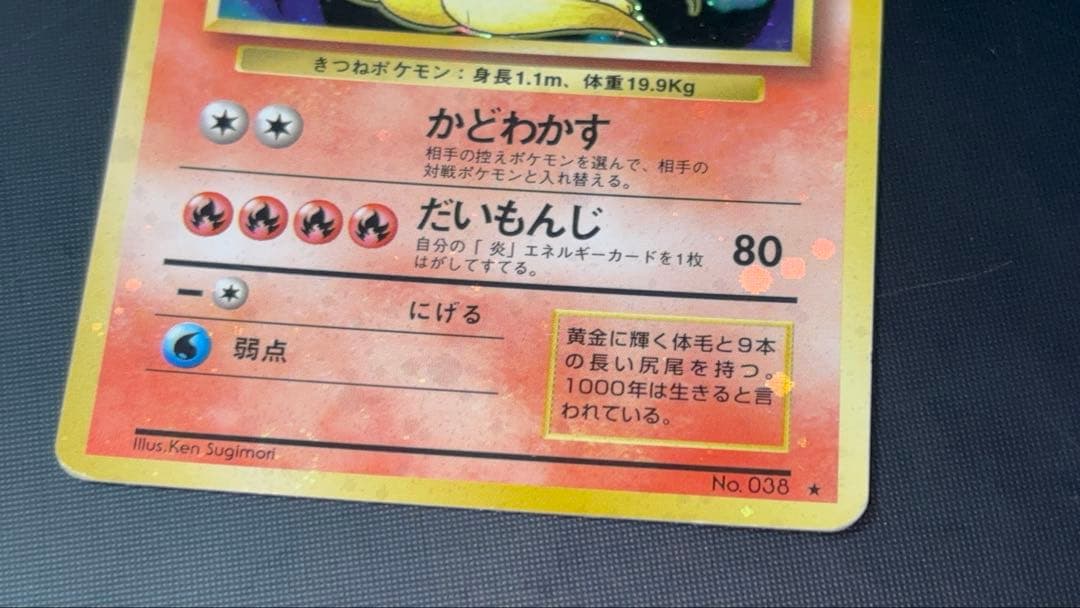 きつねポケモン：身長1.1m、体重19.9Kg
かどわかす
相手の控えポケモンを選んで、相手の
対戦ポケモンと入れ替える。
だいもんじ
80
自分の「炎」エネルギーカードを1枚
はがしてすてる。
にげる
弱点
黄金に輝く体毛と9本
の長い尻尾を持つ。
1000年は生きると言
われている。
Illus.Ken Sugimori
No.038 ★